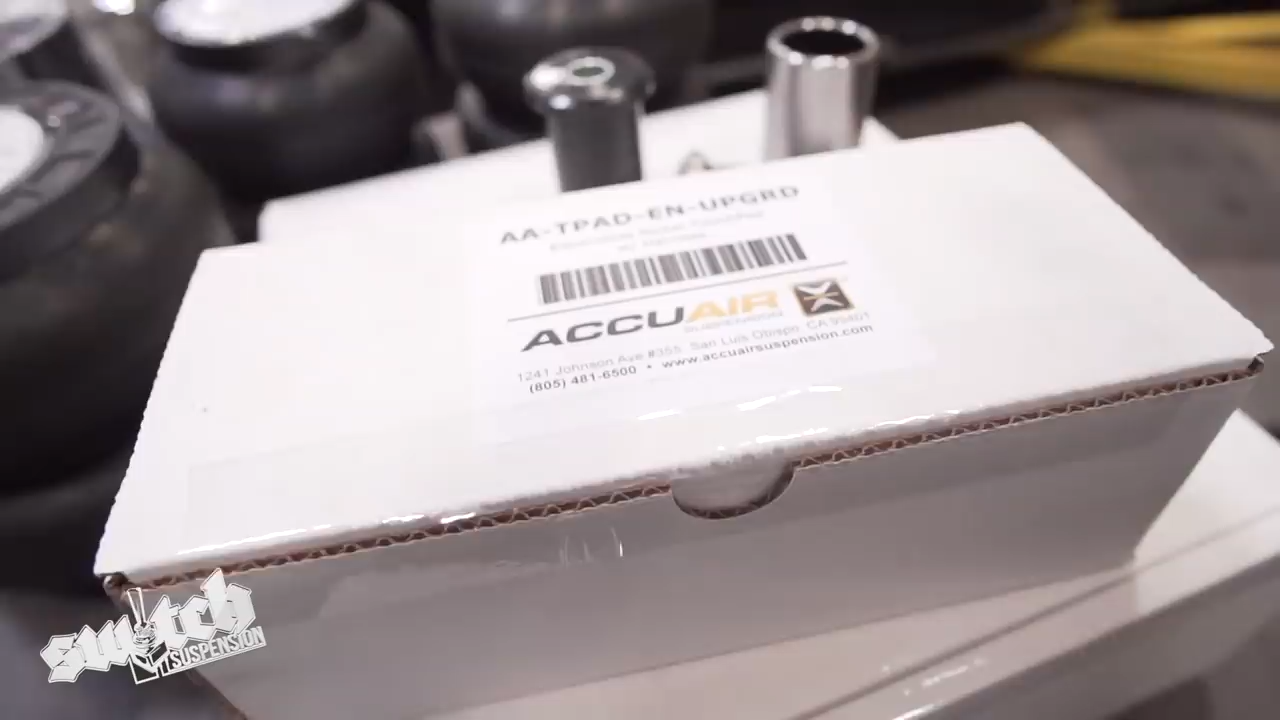 AA-TPAD-EN-UPGRD
ACCUAIR
SUSPENSION
1241 Johnson Ave #355, San Luis Obispo, CA 93401
(805) 481-6500 • www.accuairsuspension.com
switch
SUSPENSION